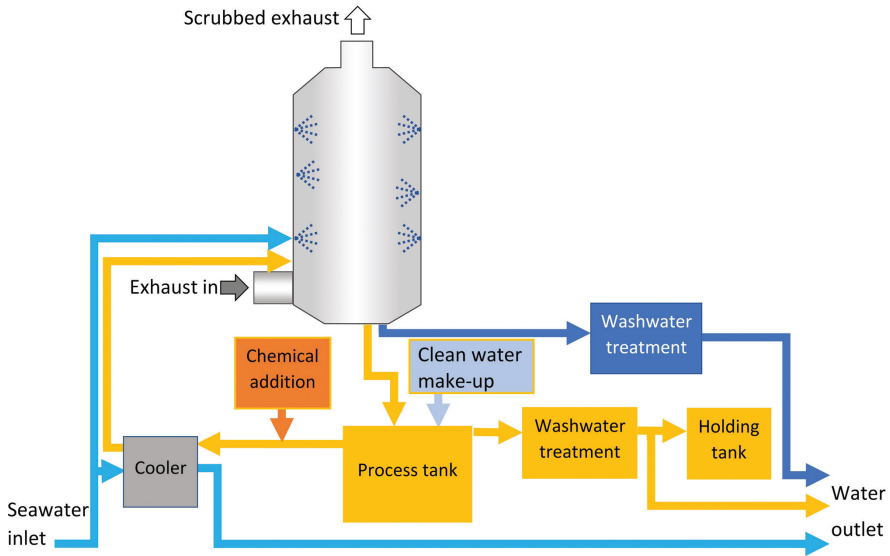 Scrubbed exhaust
Exhaust in
Washwater
treatment
Chemical
addition
Clean water
make-up
Cooler
Process tank
Washwater
treatment
Holding
tank
Seawater
inlet
Water
outlet